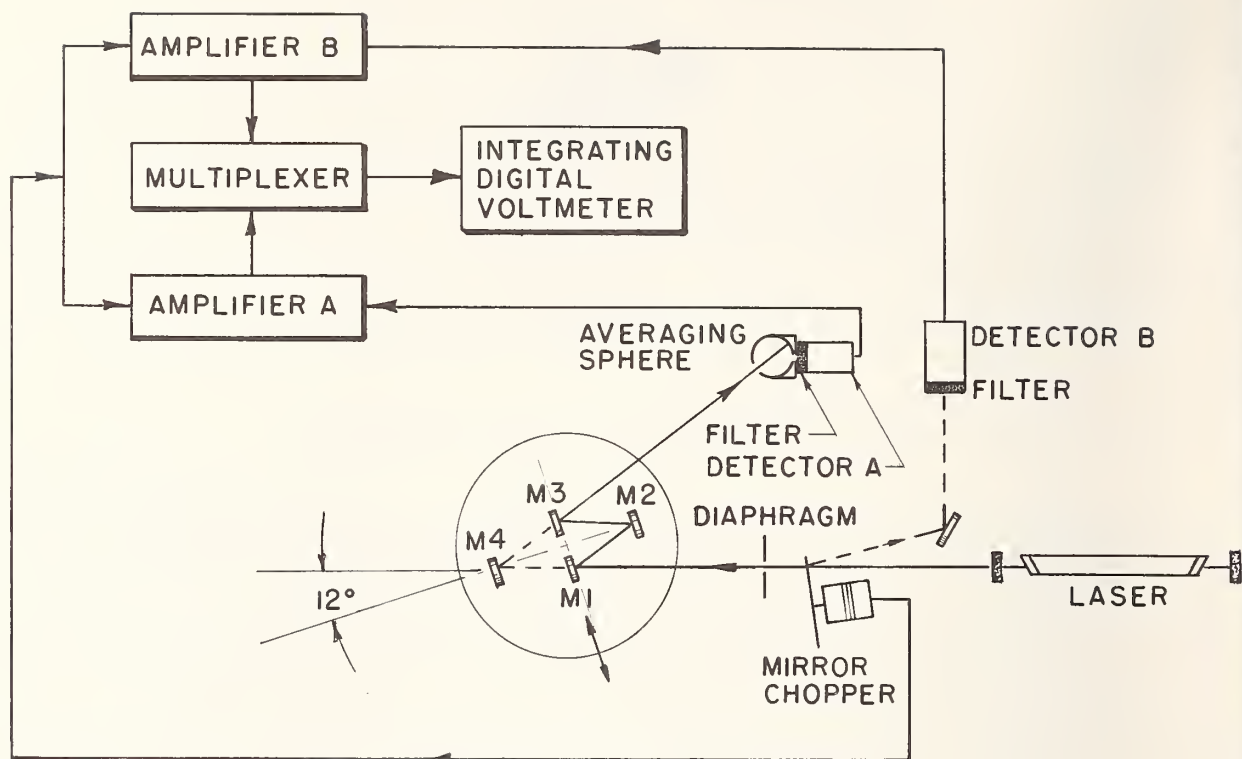 AMPLIFIER B
MULTIPLEXER
INTEGRATING
DIGITAL
VOLTMETER
AMPLIFIER A
AVERAGING
SPHERE
DETECTOR B
FILTER
FILTER
DETECTOR A
M3
M2
DIAPHRAGM
M4
M1
12°
LASER
MIRROR
CHOPPER